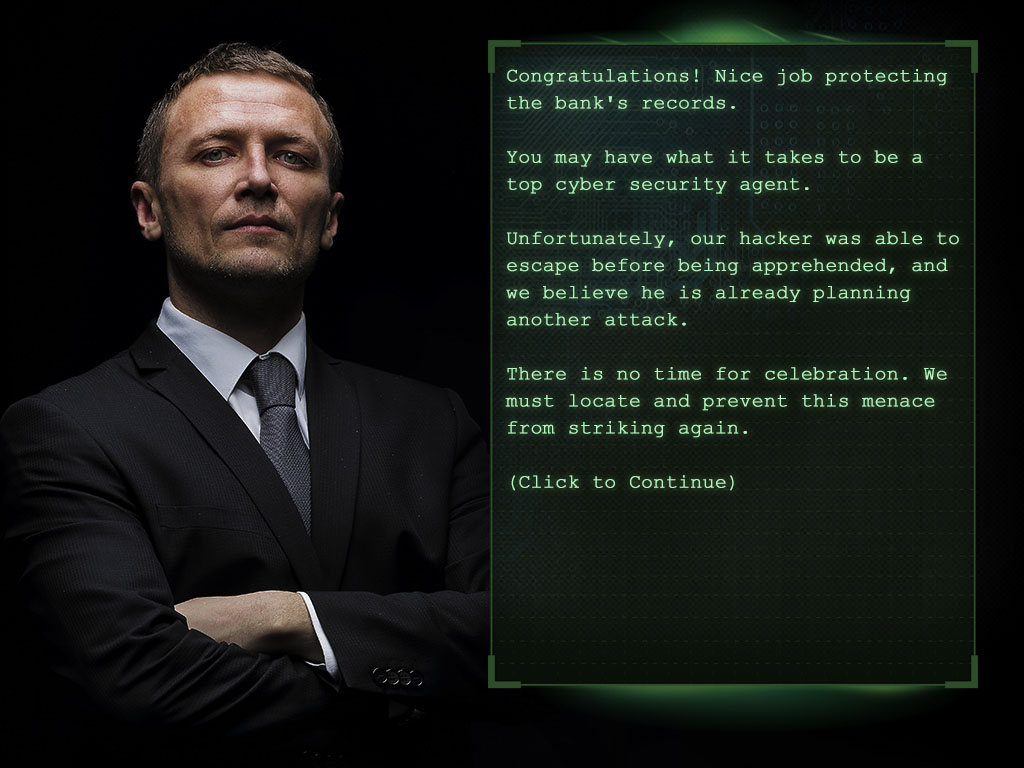 Congratulations! Nice job protecting
the bank's records.
You may have what it takes to be a
top cyber security agent.
Unfortunately, our hacker was able to
escape before being apprehended, and
we believe he is already planning
another attack.
There is no time for celebration. We
must locate and prevent this menace
from striking again.
(Click to Continue)